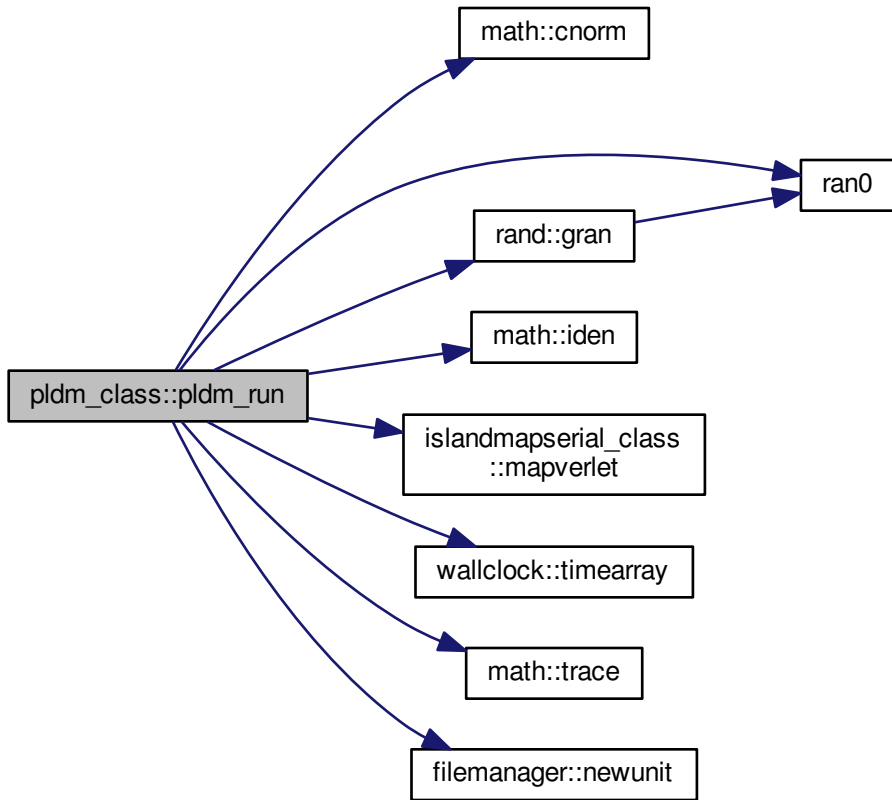 math::cnorm
ran0
rand::gran
math::iden
pldm_class::pldm_run
islandmapserial_class
::mapverlet
wallclock::timearray
math::trace
filemanager::newunit